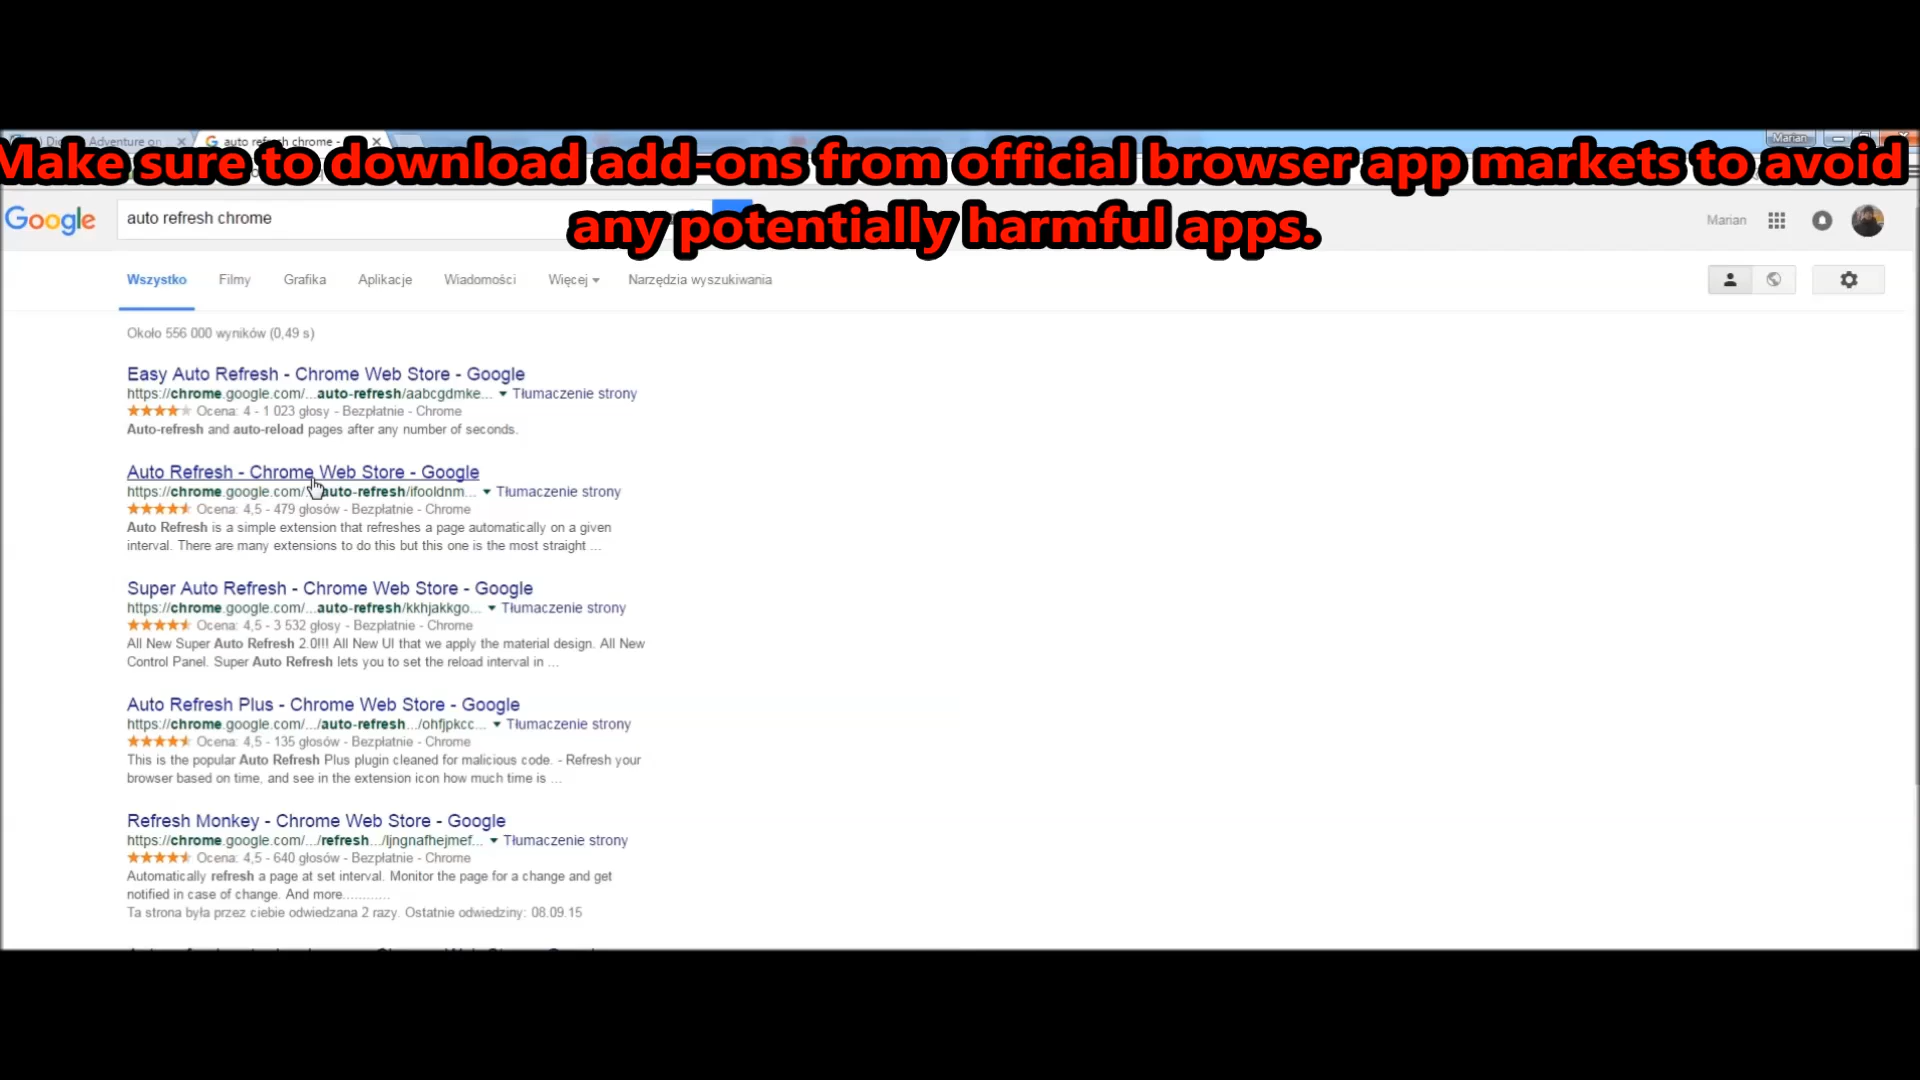 Adventure on
auto refresh chrome -
Marian
Make sure to download add-ons from official browser app markets to avoid
any potentially harmful apps.
Google
auto refresh chrome
Marian
Wszystko Filmy Grafika Aplikacje Wiadomości Więcej Narzędzia wyszukiwania
Około 556 000 wyników (0,49 s)
Easy Auto Refresh - Chrome Web Store - Google
https://chrome.google.com/...auto-refresh/aabcgdmke... Tłumaczenie strony
Ocena: 4 - 1 023 głosy - Bezpłatnie - Chrome
Auto-refresh and auto-reload pages after any number of seconds.
Auto Refresh - Chrome Web Store - Google
https://chrome.google.com/...auto-refresh/ifooldnm... Tłumaczenie strony
Ocena: 4,5 - 479 głosów - Bezpłatnie - Chrome
Auto Refresh is a simple extension that refreshes a page automatically on a given
interval. There are many extensions to do this but this one is the most straight ...
Super Auto Refresh - Chrome Web Store - Google
https://chrome.google.com/...auto-refresh/kkhjakkgo... Tłumaczenie strony
Ocena: 4,5 - 3 532 głosy - Bezpłatnie - Chrome
All New Super Auto Refresh 2.0!!! All New UI that we apply the material design. All New
Control Panel. Super Auto Refresh lets you to set the reload interval in ...
Auto Refresh Plus - Chrome Web Store - Google
https://chrome.google.com/.../auto-refresh.../ohfjpkcc... Tłumaczenie strony
Ocena: 4,5 - 135 głosów - Bezpłatnie - Chrome
This is the popular Auto Refresh Plus plugin cleaned for malicious code. - Refresh your
browser based on time, and see in the extension icon how much time is ...
Refresh Monkey - Chrome Web Store - Google
https://chrome.google.com/.../refresh.../ljngnafhejmef... Tłumaczenie strony
Ocena: 4,5 - 640 głosów - Bezpłatnie - Chrome
Automatically refresh a page at set interval. Monitor the page for a change and get
notified in case of change. And more............
Ta strona była przez ciebie odwiedzana 2 razy. Ostatnie odwiedziny: 08.09.15